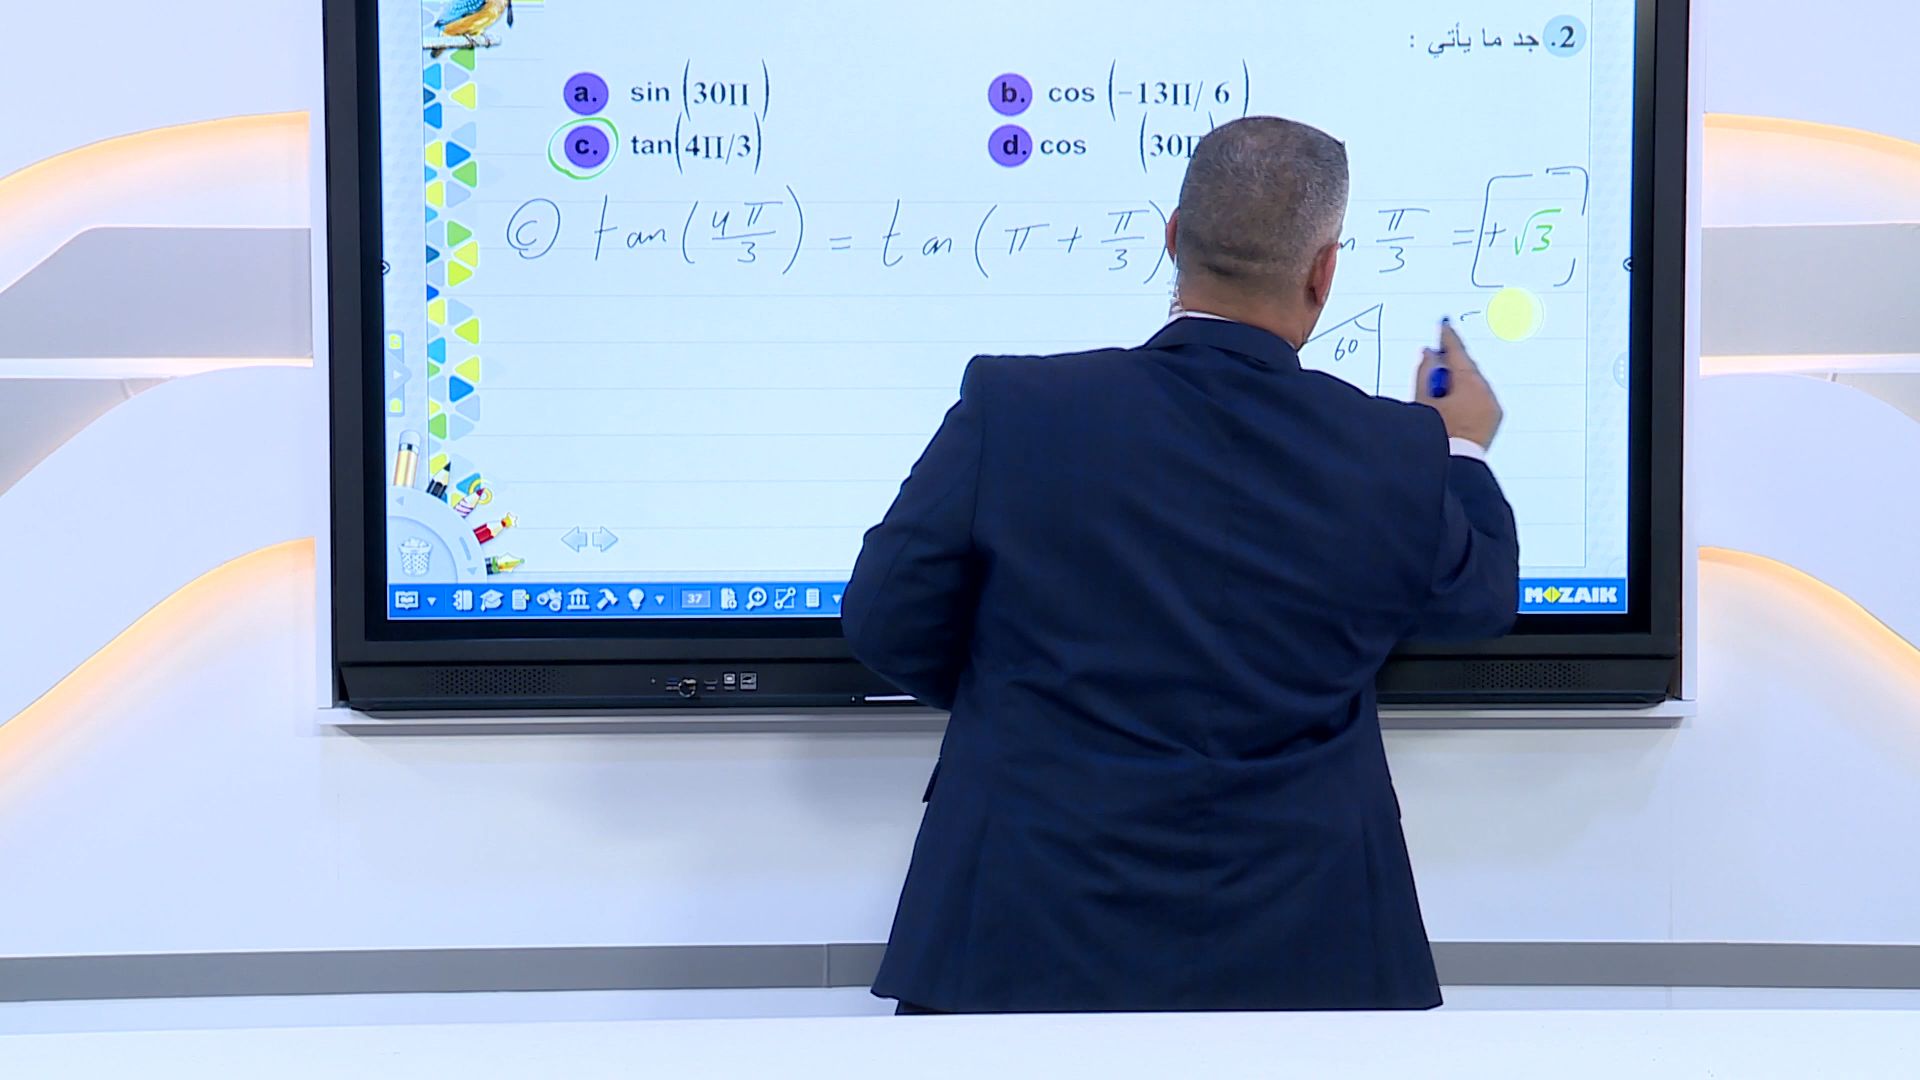 2. جد ما يأتي :
a. sin (30Π)
b. cos (-13Π/ 6)
c. tan(4Π/3)
d. cos (30Π
ⓒ tan(4π/3) = tan(π + π/3) π/3 = +√3
60
37
MOZAIK